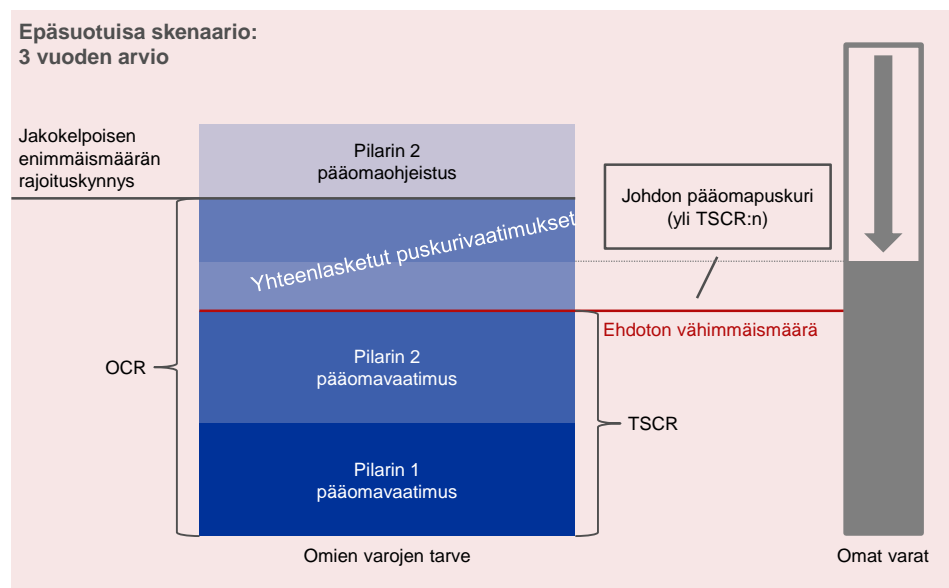 Epäsuotuisa skenaario:
3 vuoden arvio
Jakokelpoisen
enimmäismäärän
rajoituskynnys
Pilarin 2
pääomaohjeistus
Johdon pääomapuskuri
(yli TSCR:n)
Yhteenlasketut puskurivaatimukset
Ehdoton vähimmäismäärä
OCR
Pilarin 2
pääomavaatimus
TSCR
Pilarin 1
pääomavaatimus
Omien varojen tarve
Omat varat